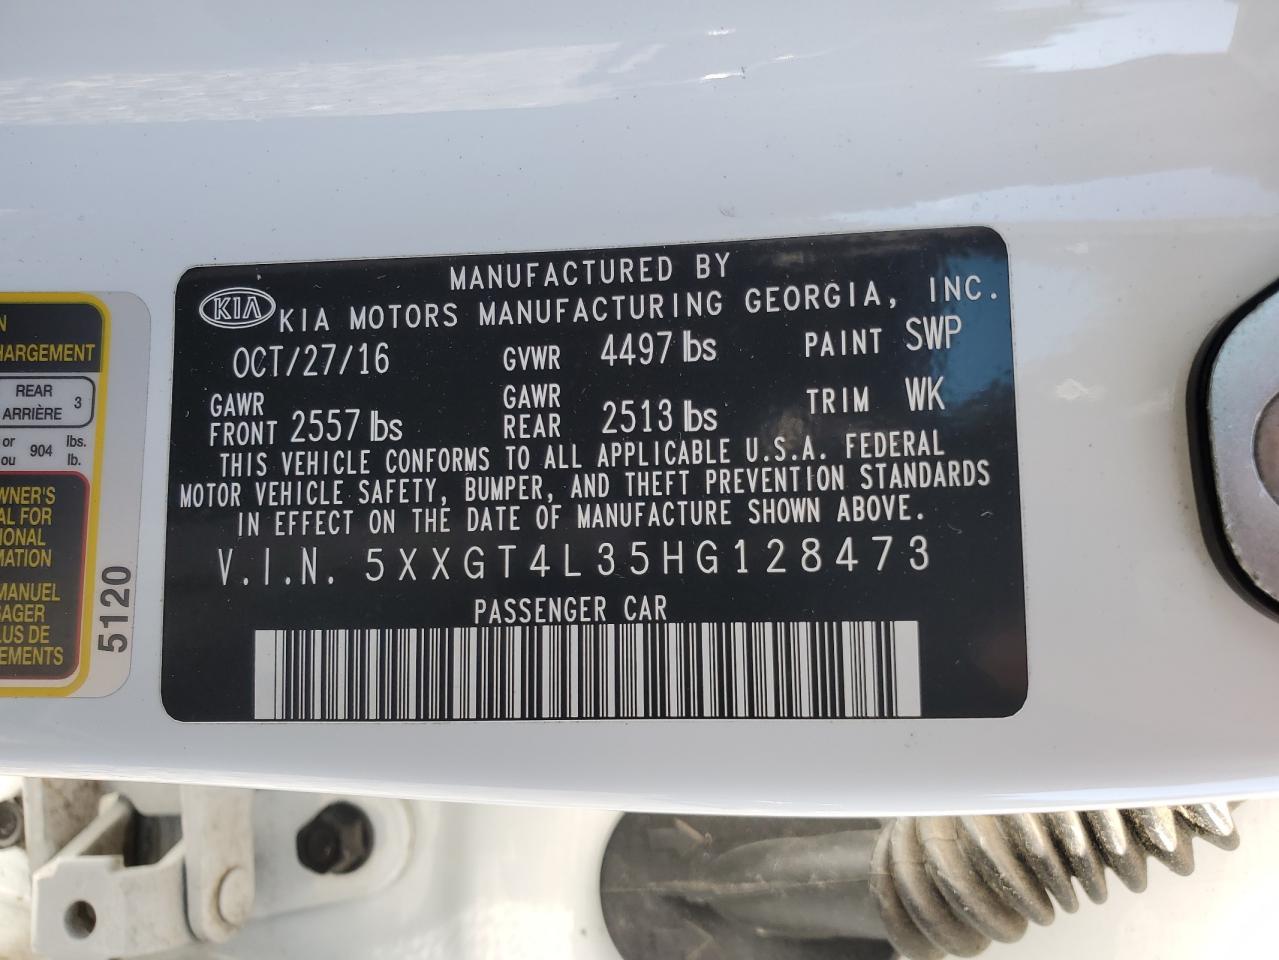 MANUFACTURED BY
KIA KIA MOTORS MANUFACTURING GEORGIA, INC.
OCT/27/16 GVWR 4497 lbs PAINT SWP
GAWR FRONT 2557 lbs GAWR REAR 2513 lbs TRIM WK
THIS VEHICLE CONFORMS TO ALL APPLICABLE U.S.A. FEDERAL
MOTOR VEHICLE SAFETY, BUMPER, AND THEFT PREVENTION STANDARDS
IN EFFECT ON THE DATE OF MANUFACTURE SHOWN ABOVE.
V.I.N. 5XXGT4L35HG128473
PASSENGER CAR
N
HARGEMENT
REAR
ARRIÈRE 3
or 904 lbs.
ou lb.
WNER'S
AL FOR
IONAL
MATION
MANUEL
AGER
LUS DE
EMENTS
5120